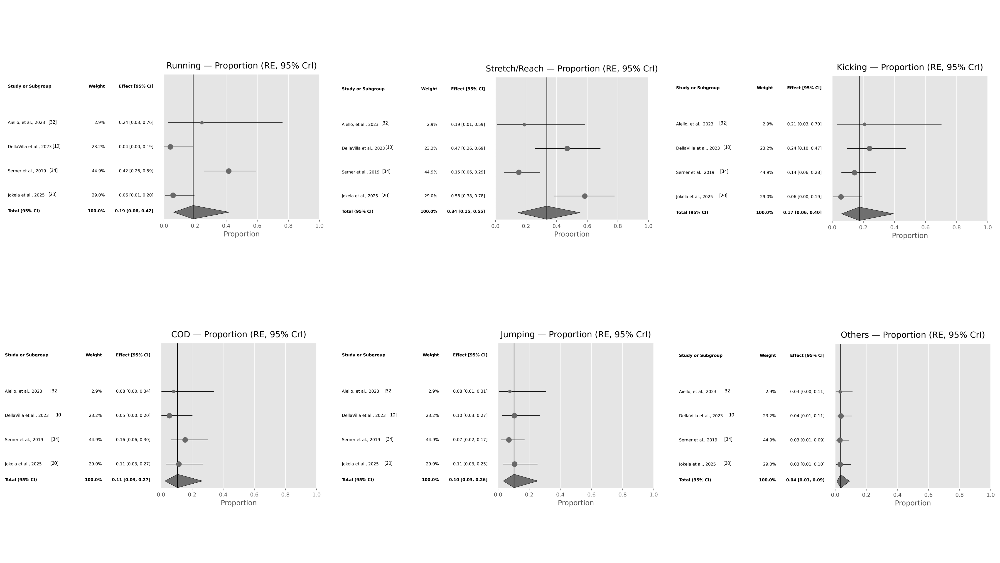 Running — Proportion (RE, 95% CrI)
Study or Subgroup Weight Effect [95% CI]
Aiello, et al., 2023 [32] 2.9% 0.24 [0.03, 0.76]
DellaVilla et al., 2023 [10] 23.2% 0.04 [0.00, 0.19]
Serner et al., 2019 [34] 44.9% 0.42 [0.26, 0.59]
Jokela et al., 2025 [20] 29.0% 0.06 [0.01, 0.20]
Total (95% CI) 100.0% 0.19 [0.06, 0.42]
0.0 0.2 0.4 0.6 0.8 1.0
Proportion
Stretch/Reach — Proportion (RE, 95% CrI)
Study or Subgroup Weight Effect [95% CI]
Aiello, et al., 2023 [32] 2.9% 0.19 [0.01, 0.59]
DellaVilla et al., 2023 [10] 23.2% 0.47 [0.26, 0.69]
Serner et al., 2019 [34] 44.9% 0.15 [0.06, 0.29]
Jokela et al., 2025 [20] 29.0% 0.58 [0.38, 0.78]
Total (95% CI) 100.0% 0.34 [0.15, 0.55]
0.0 0.2 0.4 0.6 0.8 1.0
Proportion
Kicking — Proportion (RE, 95% CrI)
Study or Subgroup Weight Effect [95% CI]
Aiello, et al., 2023 [32] 2.9% 0.21 [0.03, 0.70]
DellaVilla et al., 2023 [10] 23.2% 0.24 [0.10, 0.47]
Serner et al., 2019 [34] 44.9% 0.14 [0.06, 0.28]
Jokela et al., 2025 [20] 29.0% 0.06 [0.00, 0.19]
Total (95% CI) 100.0% 0.17 [0.06, 0.40]
0.0 0.2 0.4 0.6 0.8 1.0
Proportion
COD — Proportion (RE, 95% CrI)
Study or Subgroup Weight Effect [95% CI]
Aiello, et al., 2023 [32] 2.9% 0.08 [0.00, 0.34]
DellaVilla et al., 2023 [10] 23.2% 0.05 [0.00, 0.20]
Serner et al., 2019 [34] 44.9% 0.16 [0.06, 0.30]
Jokela et al., 2025 [20] 29.0% 0.11 [0.03, 0.27]
Total (95% CI) 100.0% 0.11 [0.03, 0.27]
0.0 0.2 0.4 0.6 0.8 1.0
Proportion
Jumping — Proportion (RE, 95% CrI)
Study or Subgroup Weight Effect [95% CI]
Aiello, et al., 2023 [32] 2.9% 0.08 [0.01, 0.31]
DellaVilla et al., 2023 [10] 23.2% 0.10 [0.03, 0.27]
Serner et al., 2019 [34] 44.9% 0.07 [0.02, 0.17]
Jokela et al., 2025 [20] 29.0% 0.11 [0.03, 0.25]
Total (95% CI) 100.0% 0.10 [0.03, 0.26]
0.0 0.2 0.4 0.6 0.8 1.0
Proportion
Others — Proportion (RE, 95% CrI)
Study or Subgroup Weight Effect [95% CI]
Aiello, et al., 2023 [32] 2.9% 0.03 [0.00, 0.11]
DellaVilla et al., 2023 [10] 23.2% 0.04 [0.01, 0.11]
Serner et al., 2019 [34] 44.9% 0.03 [0.01, 0.09]
Jokela et al., 2025 [20] 29.0% 0.03 [0.01, 0.10]
Total (95% CI) 100.0% 0.04 [0.01, 0.09]
0.0 0.2 0.4 0.6 0.8 1.0
Proportion